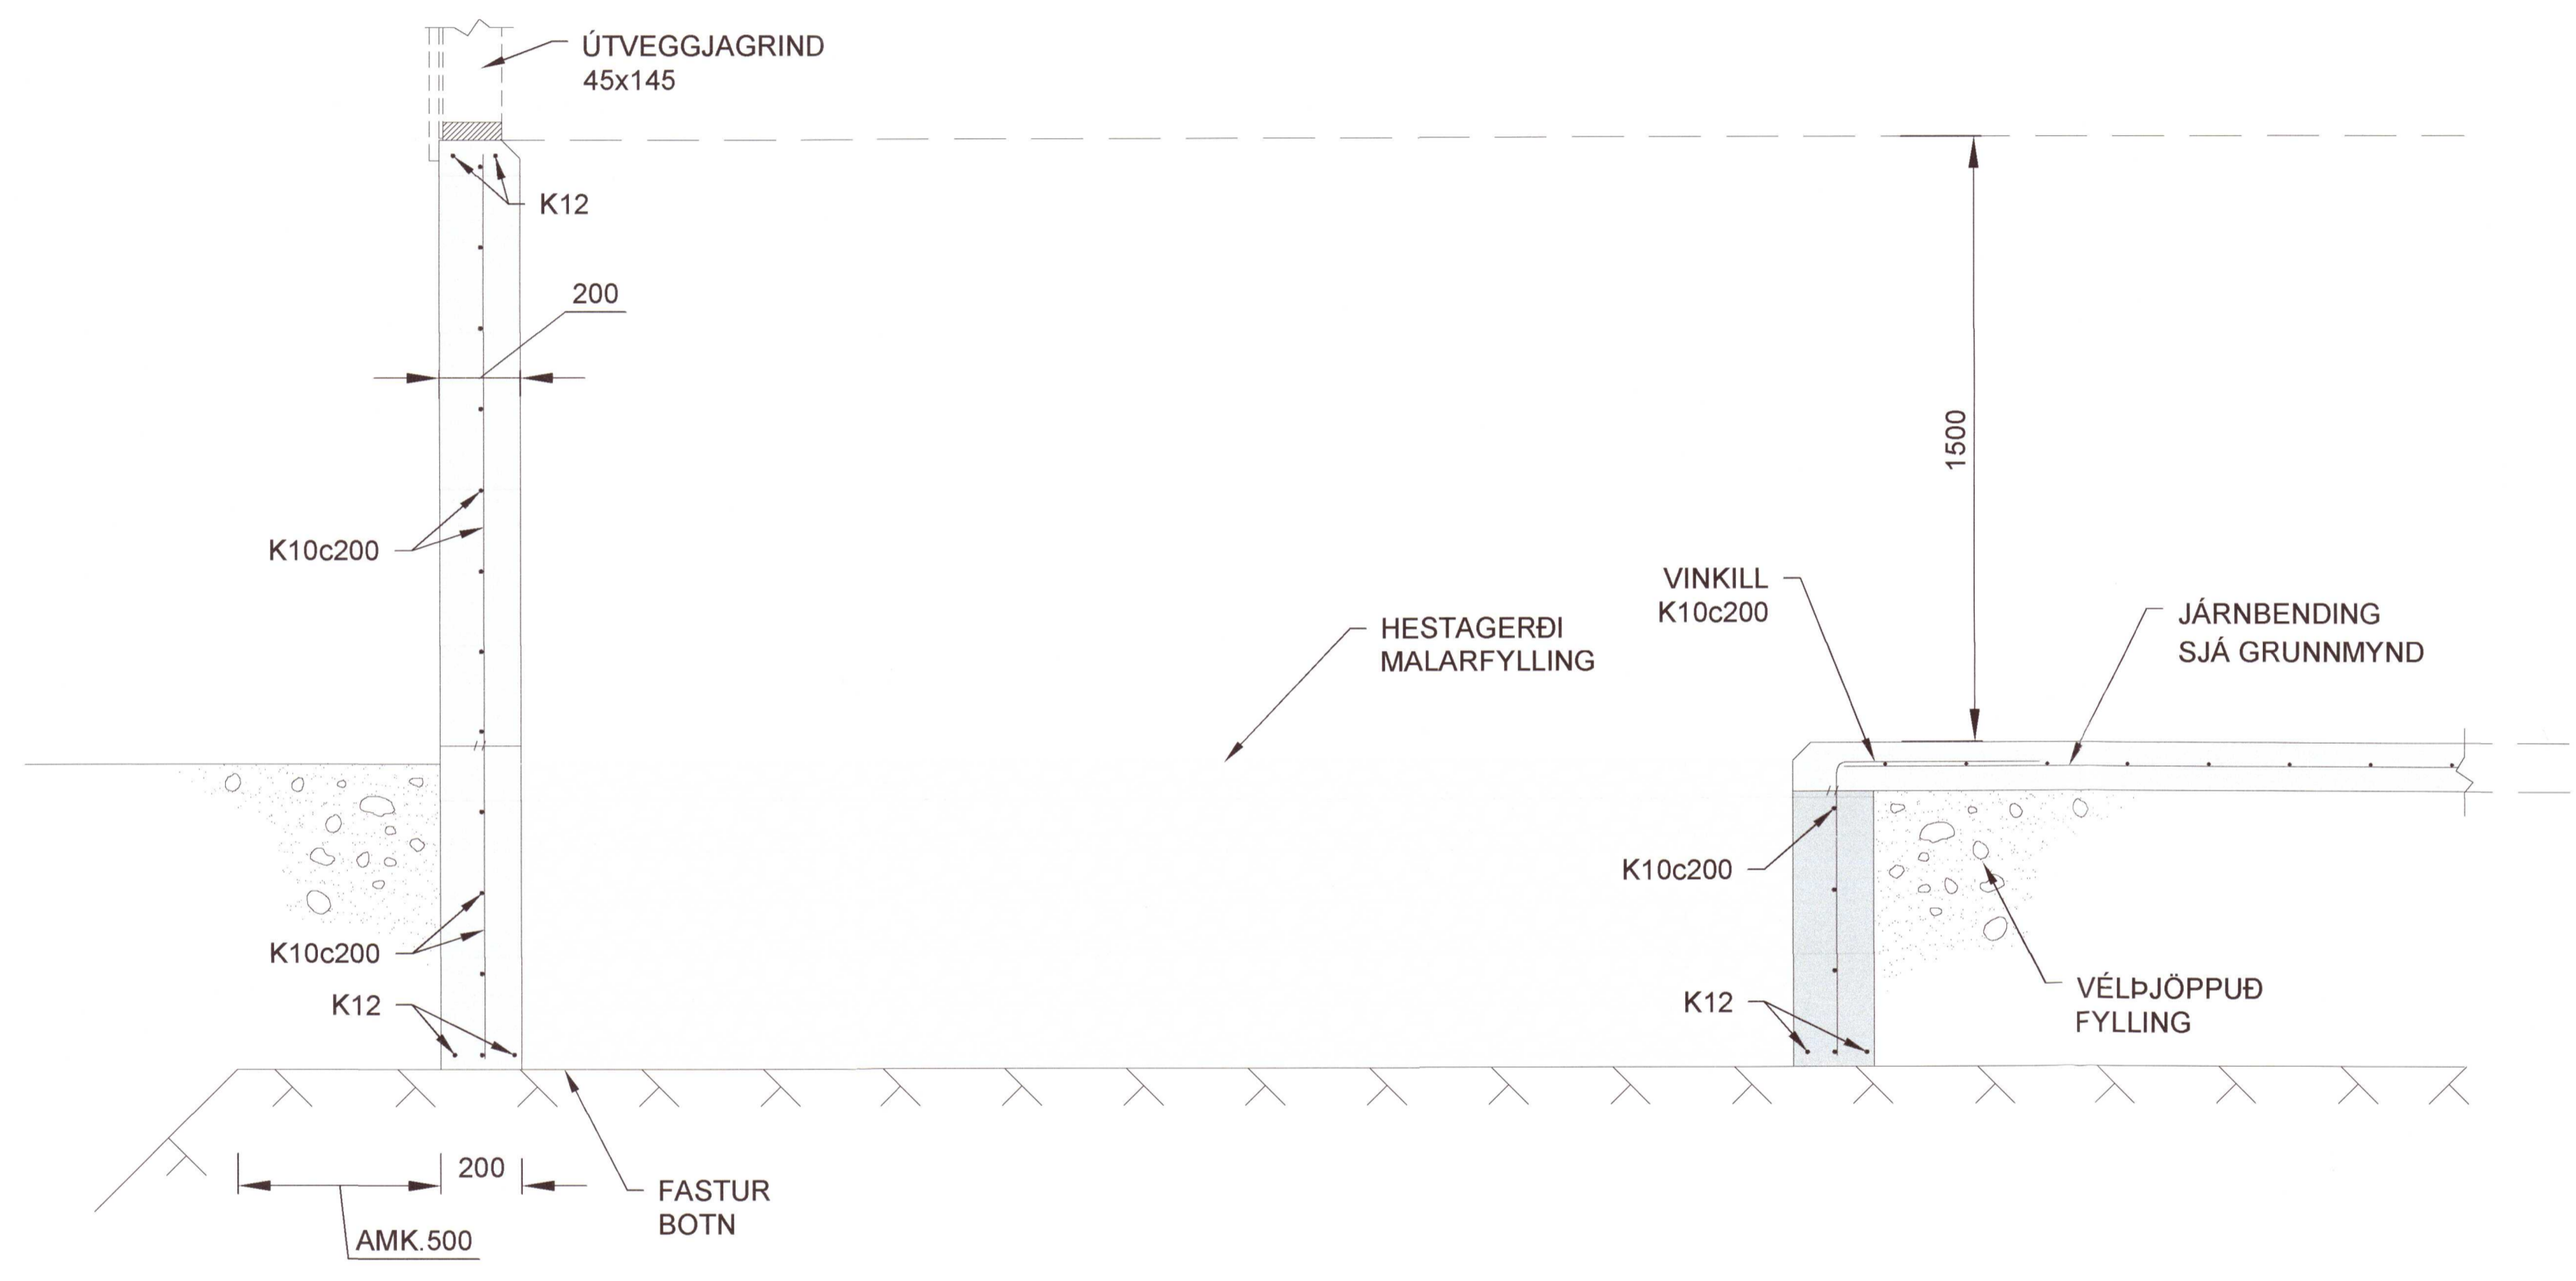 ÚTVEGGJAGRIND
45x145
K12
200
K10c200
1500
VINKILL
K10c200
HESTAGERÐI
MALARFYLLING
JÁRNBENDING
SJÁ GRUNNMYND
K10c200
K10c200
K12
K12
VÉLÞJÖPPUÐ
FYLLING
200
FASTUR
BOTN
AMK.500